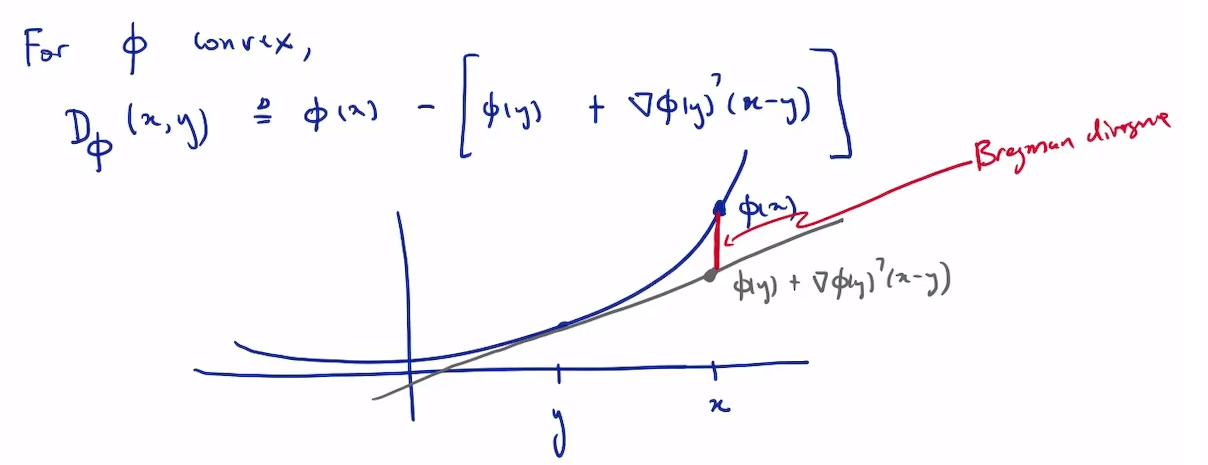 For ϕ convex,
D_ϕ(x,y) ≜ ϕ(x) - [ϕ(y) + ∇ϕ(y)^T(x-y)]
Bregman divergence
ϕ(x)
ϕ(y) + ∇ϕ(y)^T(x-y)
y
x